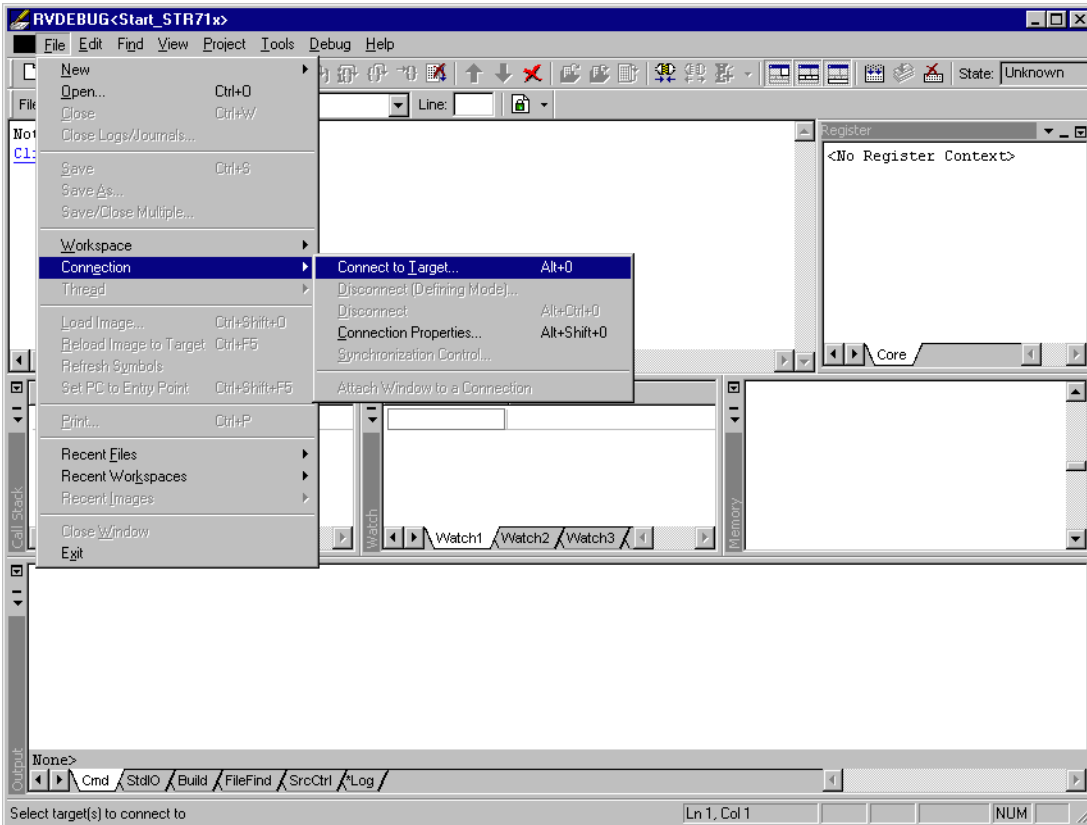 RVDEBUG<Start_STR71x>
File Edit Find View Project Tools Debug Help
State: Unknown
Line:
New
Open... Ctrl+O
Close Ctrl+W
Close Logs/Journals...
Save Ctrl+S
Save As...
Save/Close Multiple...
Workspace
Connection
Thread
Load Image... Ctrl+Shift+O
Reload Image to Target Ctrl+F5
Refresh Symbols
Set PC to Entry Point Ctrl+Shift+F5
Print... Ctrl+P
Recent Files
Recent Workspaces
Recent Images
Close Window
Exit
Connect to Target... Alt+0
Disconnect (Defining Mode)...
Disconnect Alt+Ctrl+0
Connection Properties... Alt+Shift+0
Synchronization Control...
Attach Window to a Connection
Register
<No Register Context>
Core
Call Stack
Watch
Watch1 Watch2 Watch3
Memory
Output
None>
Cmd StdIO Build FileFind SrcCtrl *Log
Select target(s) to connect to
Ln 1, Col 1
NUM